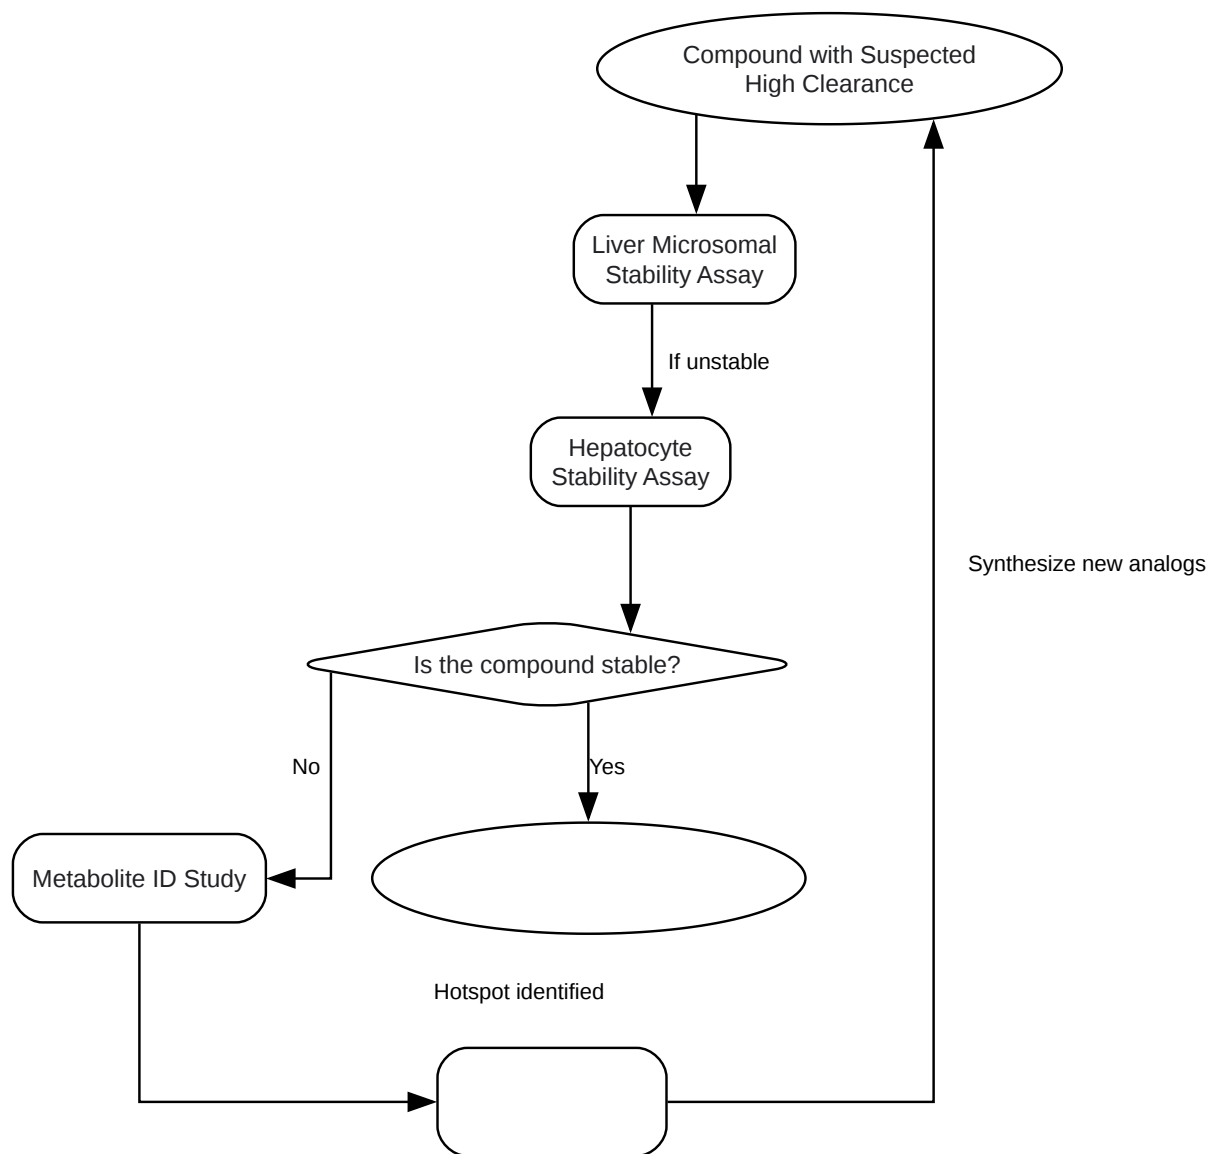 Compound with Suspected
High Clearance
Liver Microsomal
Stability Assay
If unstable
Hepatocyte
Stability Assay
Synthesize new analogs
Is the compound stable?
No
Yes
Metabolite ID Study
Hotspot identified